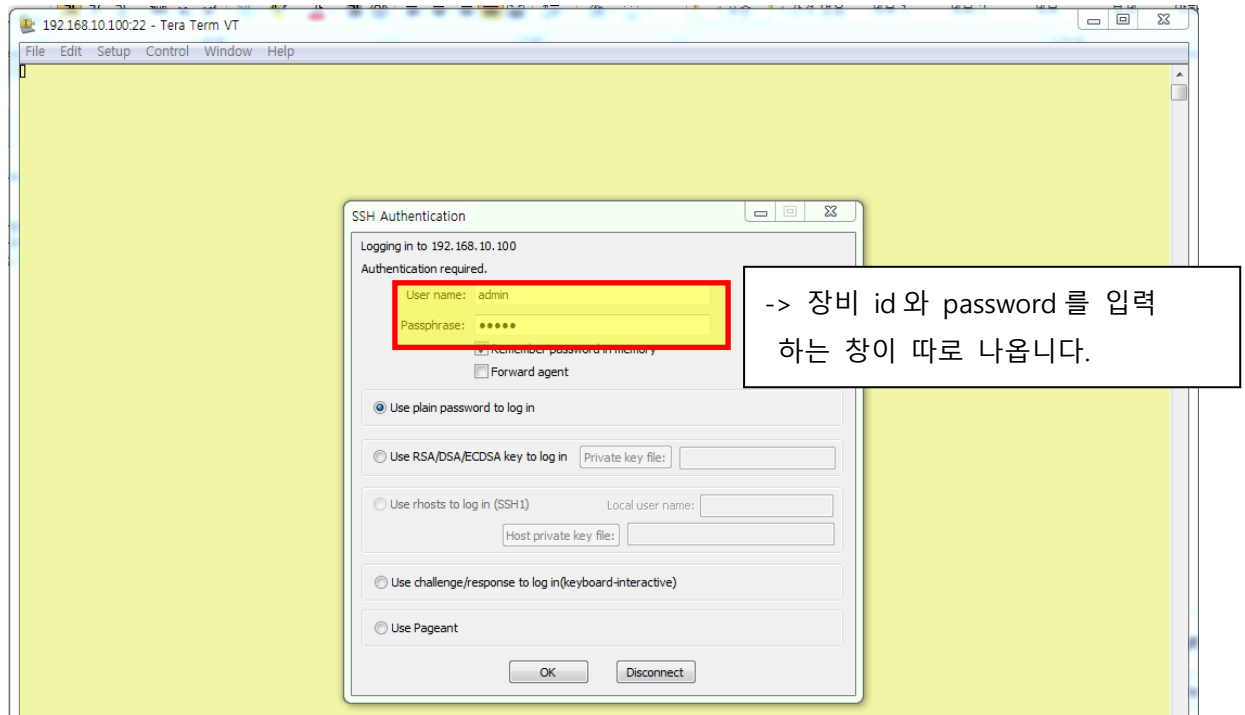 192.168.10.100:22 - Tera Term VT
File Edit Setup Control Window Help
SSH Authentication
Logging in to 192.168.10.100
Authentication required.
User name: admin
Passphrase: •••••
Remember password in memory
Forward agent
-> 장비 id 와 password 를 입력
하는 창이 따로 나옵니다.
Use plain password to log in
Use RSA/DSA/ECDSA key to log in Private key file:
Use rhosts to log in (SSH1) Local user name:
Host private key file:
Use challenge/response to log in(keyboard-interactive)
Use Pageant
OK Disconnect